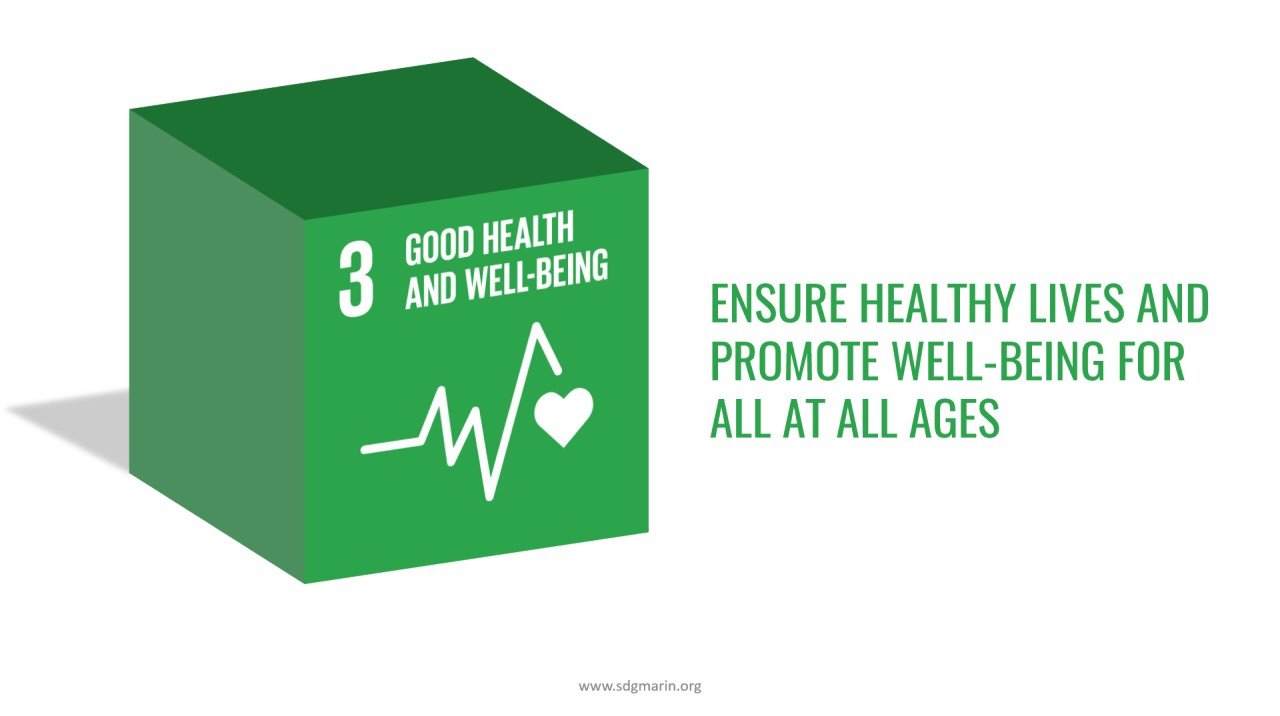 3
GOOD HEALTH
AND WELL-BEING
ENSURE HEALTHY LIVES AND
PROMOTE WELL-BEING FOR
ALL AT ALL AGES
www.sdgmarin.org